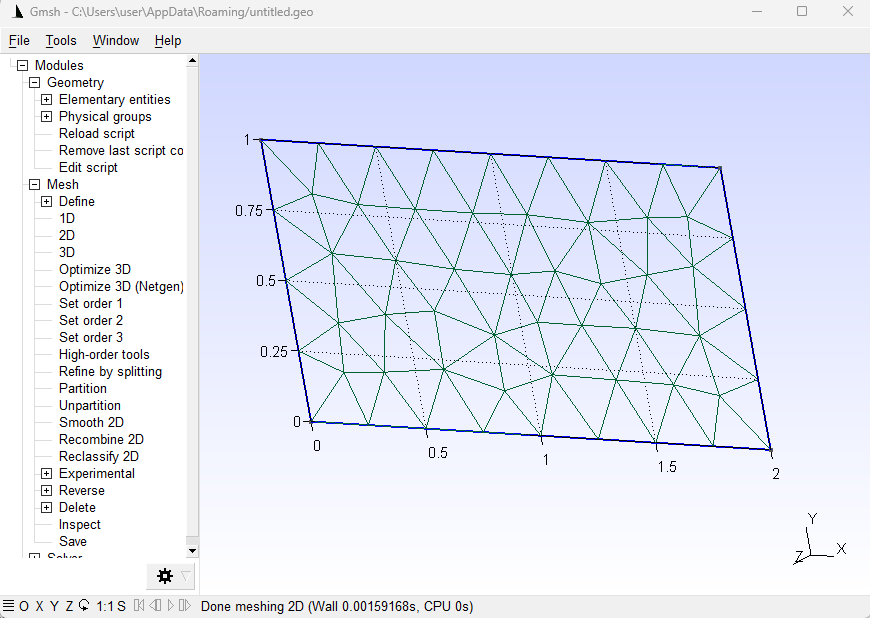 Gmsh - C:\Users\user\AppData\Roaming/untitled.geo
File Tools Window Help
Modules
Geometry
Elementary entities
Physical groups
Reload script
Remove last script co
Edit script
Mesh
Define
1D
2D
3D
Optimize 3D
Optimize 3D (Netgen)
Set order 1
Set order 2
Set order 3
High-order tools
Refine by splitting
Partition
Unpartition
Smooth 2D
Recombine 2D
Reclassify 2D
Experimental
Reverse
Delete
Inspect
Save
Solver
1
0.75
0.5
0.25
0
0
0.5
1
1.5
2
Y
Z X
O X Y Z 1:1 S Done meshing 2D (Wall 0.00159168s, CPU 0s)